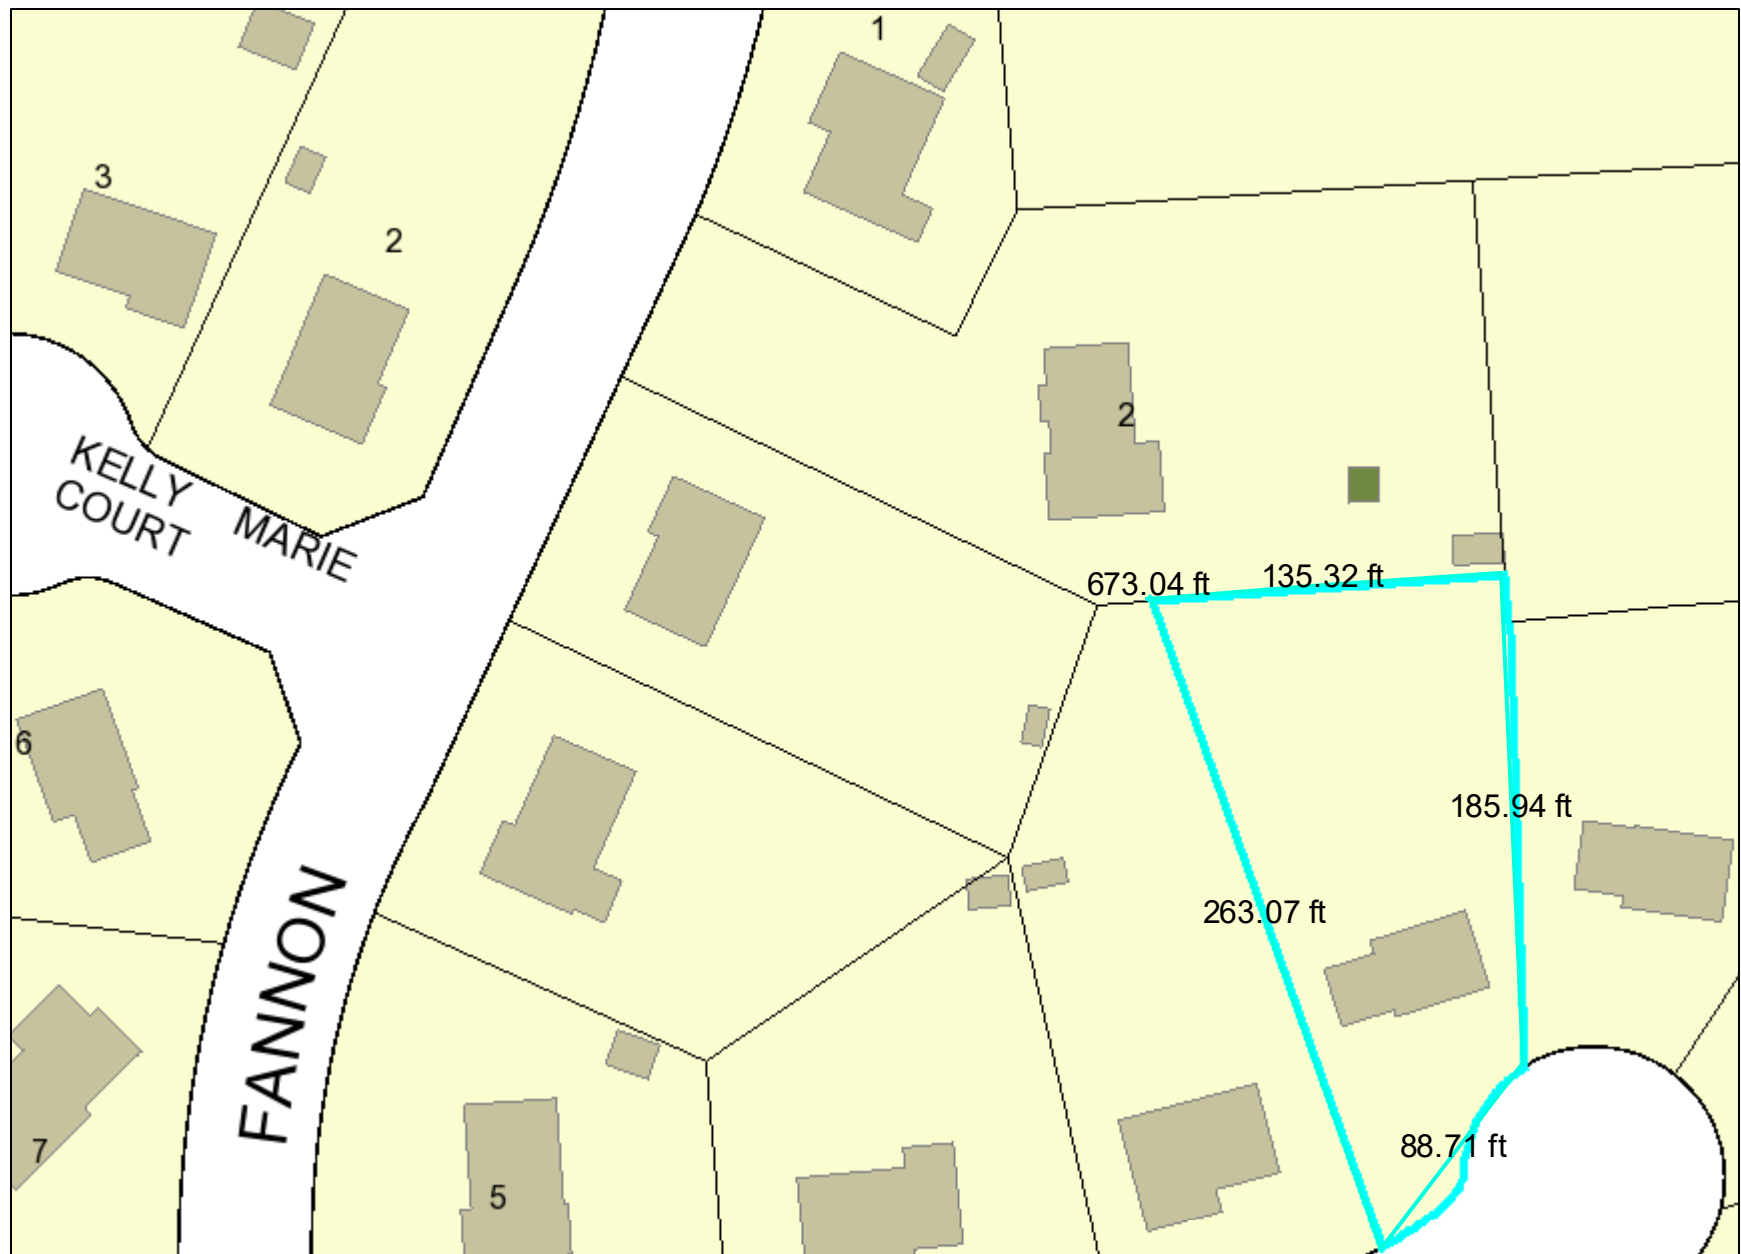 1
3
2
2
KELLY MARIE
COURT
673.04 ft
135.32 ft
6
185.94 ft
263.07 ft
FANNON
88.71 ft
7
5